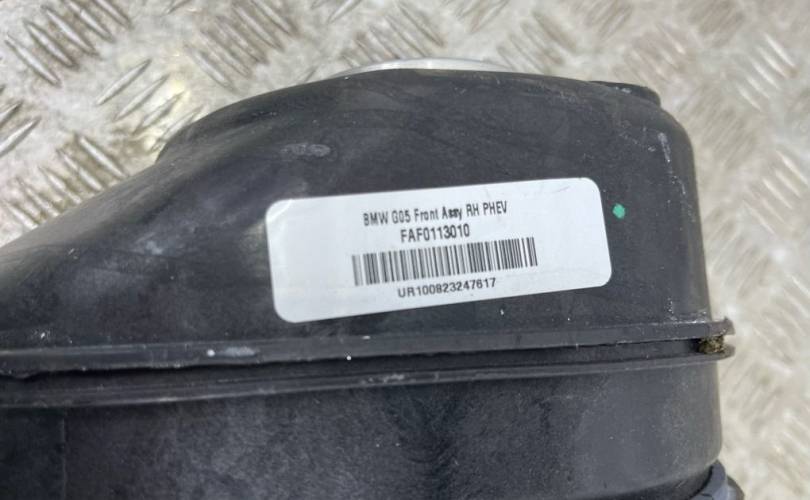 BMW G05 Front Assy RH PHEV
FAF0113010
UR100823247617